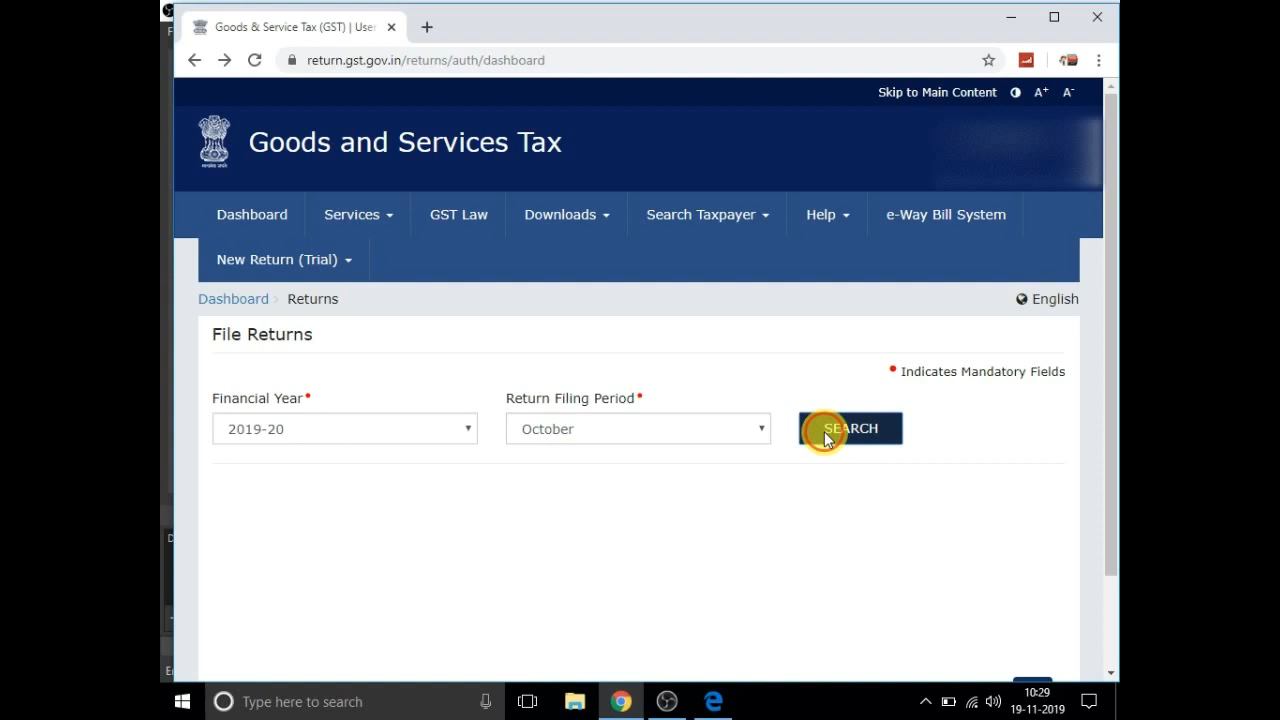 Goods & Service Tax (GST) | User
return.gst.gov.in/returns/auth/dashboard
Skip to Main Content A+ A-
Goods and Services Tax
Dashboard Services GST Law Downloads Search Taxpayer Help e-Way Bill System
New Return (Trial)
Dashboard Returns English
File Returns
• Indicates Mandatory Fields
Financial Year• Return Filing Period•
2019-20 October SEARCH
Type here to search
10:29
19-11-2019